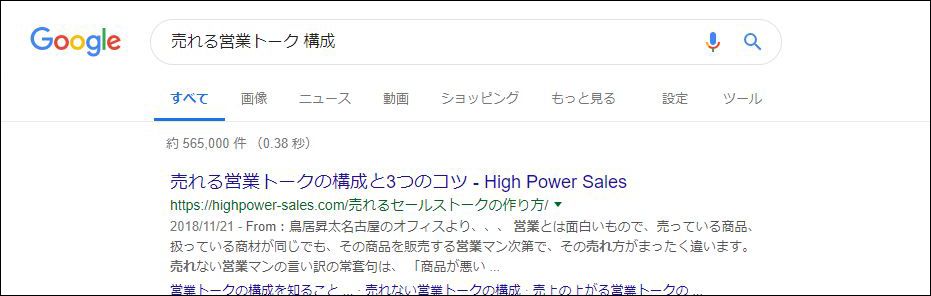 Google 売れる営業トーク 構成
すべて 画像 ニュース 動画 ショッピング もっと見る 設定 ツール
約 565,000 件 （0.38 秒）
売れる営業トークの構成と3つのコツ - High Power Sales
https://highpower-sales.com/売れるセールストークの作り方/
2018/11/21 - From：鳥居昇太名古屋のオフィスより、、、 営業とは面白いもので、売っている商品、
扱っている商材が同じでも、その商品を販売する営業マン次第で、その売れ方がまったく違います。
売れない営業マンの言い訳の常套句は、 「商品が悪い ...
営業トークの構成を知ること ... · 売れない営業トークの構成 · 売上の上がる営業トークの ...